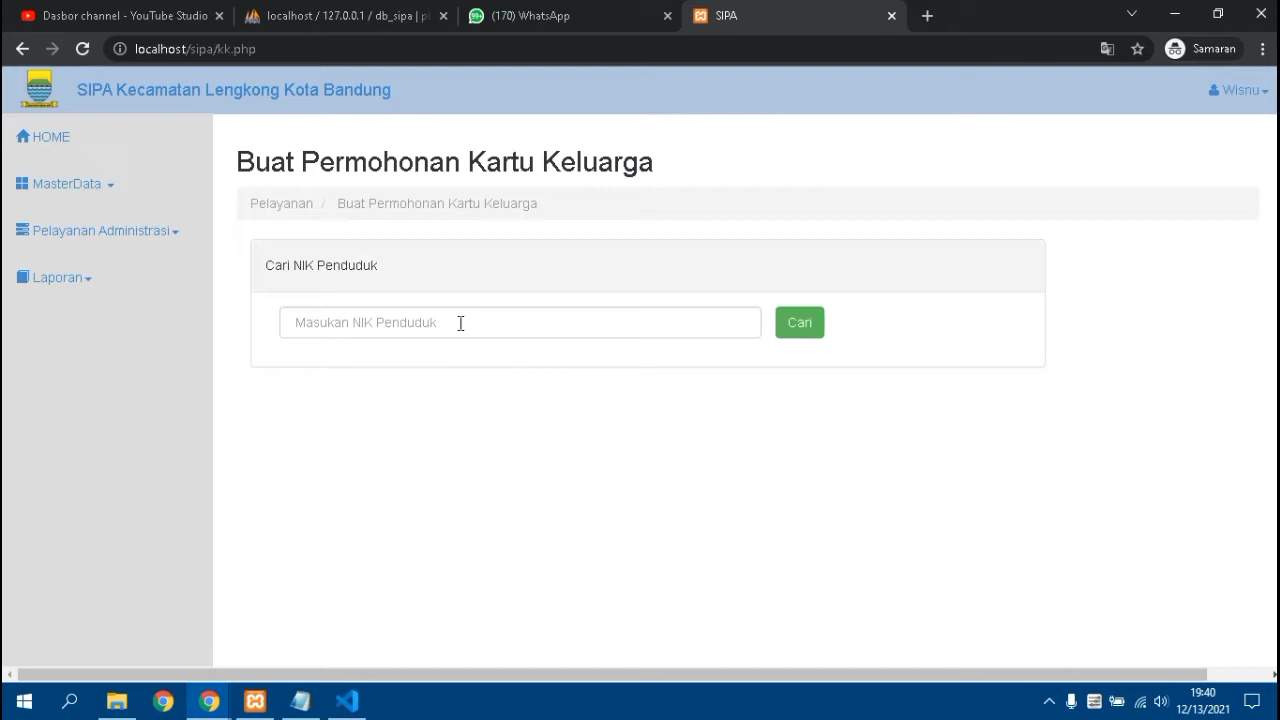 Dasbor channel - YouTube Studio
localhost / 127.0.0.1 / db_sipa | p
(170) WhatsApp
SIPA
localhost/sipa/kk.php
Samaran
SIPA Kecamatan Lengkong Kota Bandung
Wisnu
HOME
MasterData
Pelayanan Administrasi
Laporan
Buat Permohonan Kartu Keluarga
Pelayanan / Buat Permohonan Kartu Keluarga
Cari NIK Penduduk
Masukan NIK Penduduk
Cari
19:40
12/13/2021